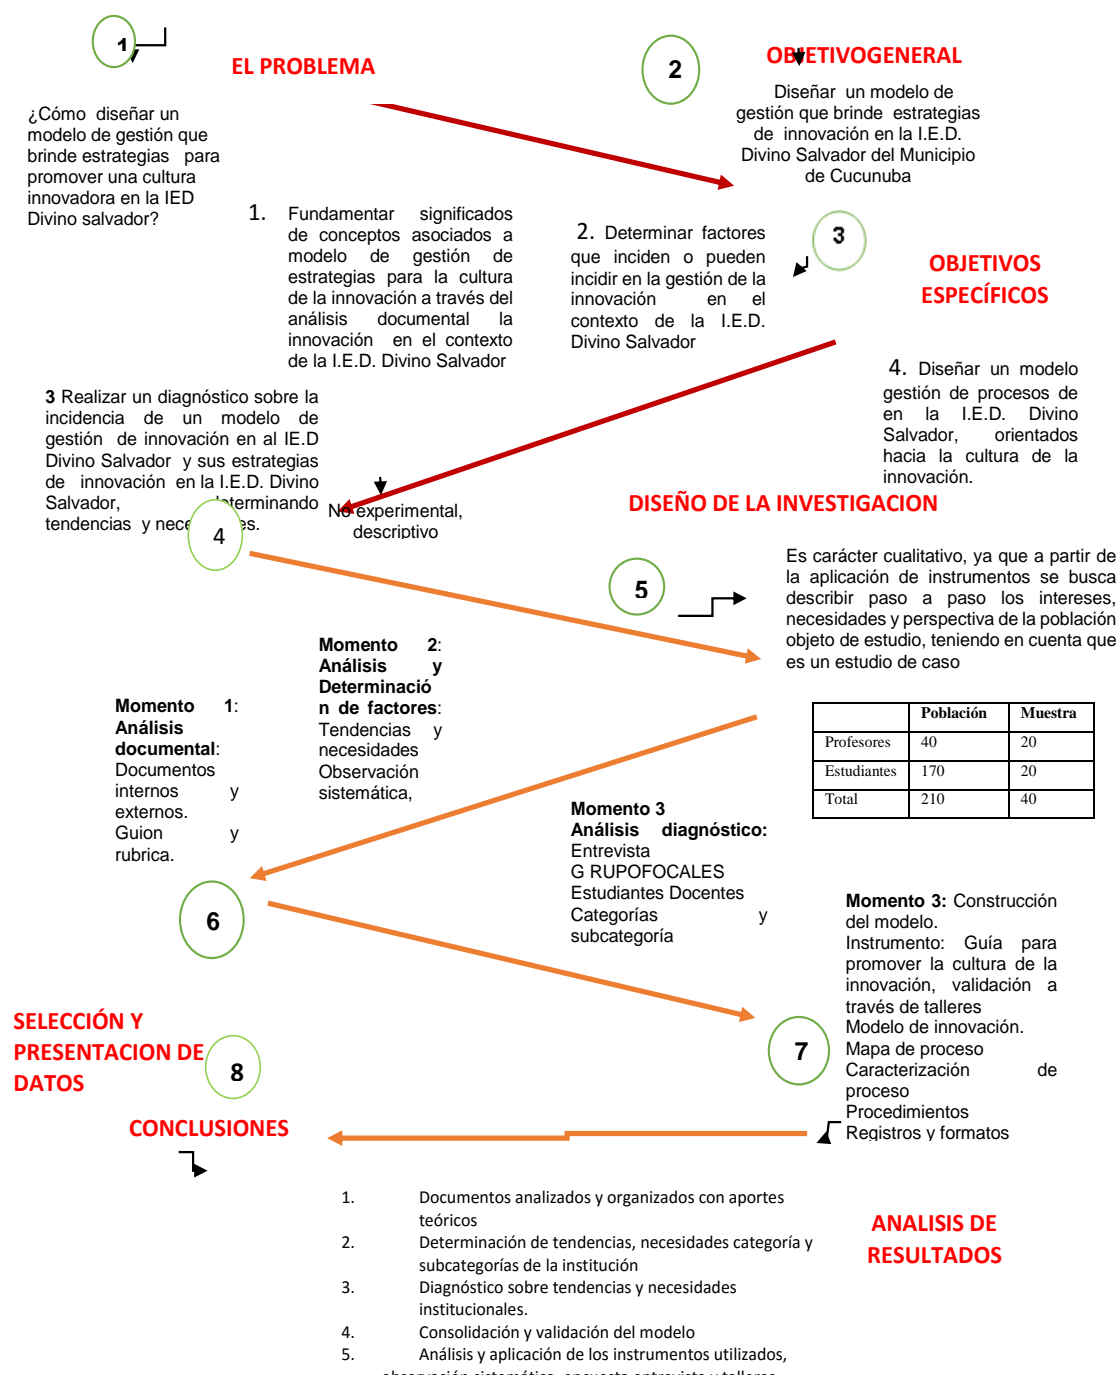 1
EL PROBLEMA
¿Cómo diseñar un
modelo de gestión que
brinde estrategias para
promover una cultura
innovadora en la IED
Divino salvador?
2
OBJETIVOGENERAL
Diseñar un modelo de
gestión que brinde estrategias
de innovación en la I.E.D.
Divino Salvador del Municipio
de Cucunuba
3
OBJETIVOS
ESPECÍFICOS
1. Fundamentar significados
de conceptos asociados a
modelo de gestión de
estrategias para la cultura
de la innovación a través del
análisis documental la
innovación en el contexto
de la I.E.D. Divino Salvador
2. Determinar factores
que inciden o pueden
incidir en la gestión de la
innovación en el
contexto de la I.E.D.
Divino Salvador
3 Realizar un diagnóstico sobre la
incidencia de un modelo de
gestión de innovación en al IE.D
Divino Salvador y sus estrategias
de innovación en la I.E.D. Divino
Salvador, determinando
tendencias y
4. Diseñar un modelo
gestión de procesos de
en la I.E.D. Divino
Salvador, orientados
hacia la cultura de la
innovación.
4
No experimental,
descriptivo
DISEÑO DE LA INVESTIGACION
5
Es carácter cualitativo, ya que a partir de
la aplicación de instrumentos se busca
describir paso a paso los intereses,
necesidades y perspectiva de la población
objeto de estudio, teniendo en cuenta que
es un estudio de caso
Población Muestra
Profesores 40 20
Estudiantes 170 20
Total 210 40
Momento 1:
Análisis
documental:
Documentos
internos y
externos.
Guion y
rubrica.
Momento 2:
Análisis y
Determinació
n de factores:
Tendencias y
necesidades
Observación
sistemática,
Momento 3
Análisis diagnóstico:
Entrevista
G RUPOFOCALES
Estudiantes Docentes
Categorías y
subcategoría
Momento 3: Construcción
del modelo.
Instrumento: Guía para
promover la cultura de la
innovación, validación a
través de talleres
Modelo de innovación.
Mapa de proceso
Caracterización de
proceso
Procedimientos
Registros y formatos
6
7
SELECCIÓN Y
PRESENTACION DE
DATOS
8
CONCLUSIONES
1. Documentos analizados y organizados con aportes
teóricos
2. Determinación de tendencias, necesidades categoría y
subcategorías de la institución
3. Diagnóstico sobre tendencias y necesidades
institucionales.
4. Consolidación y validación del modelo
5. Análisis y aplicación de los instrumentos utilizados,
observación sistemática, encuesta entrevista y talleres
ANALISIS DE
RESULTADOS